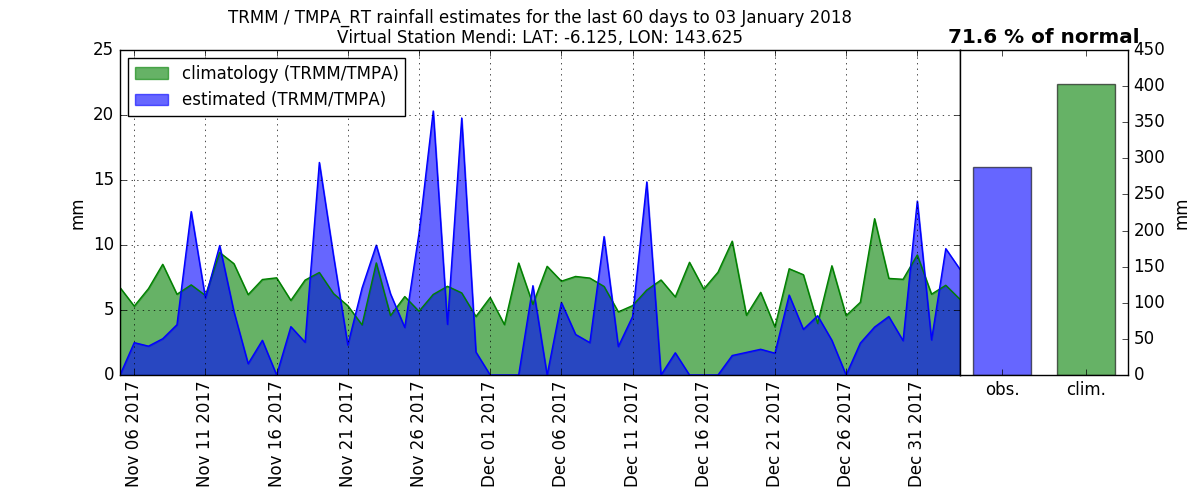 TRMM / TMPA_RT rainfall estimates for the last 60 days to 03 January 2018
Virtual Station Mendi: LAT: -6.125, LON: 143.625
71.6 % of normal
climatology (TRMM/TMPA)
estimated (TRMM/TMPA)
25
20
15
10
5
0
mm
Nov 06 2017
Nov 11 2017
Nov 16 2017
Nov 21 2017
Nov 26 2017
Dec 01 2017
Dec 06 2017
Dec 11 2017
Dec 16 2017
Dec 21 2017
Dec 26 2017
Dec 31 2017
obs.
clim.
450
400
350
300
250
200
150
100
50
0
mm